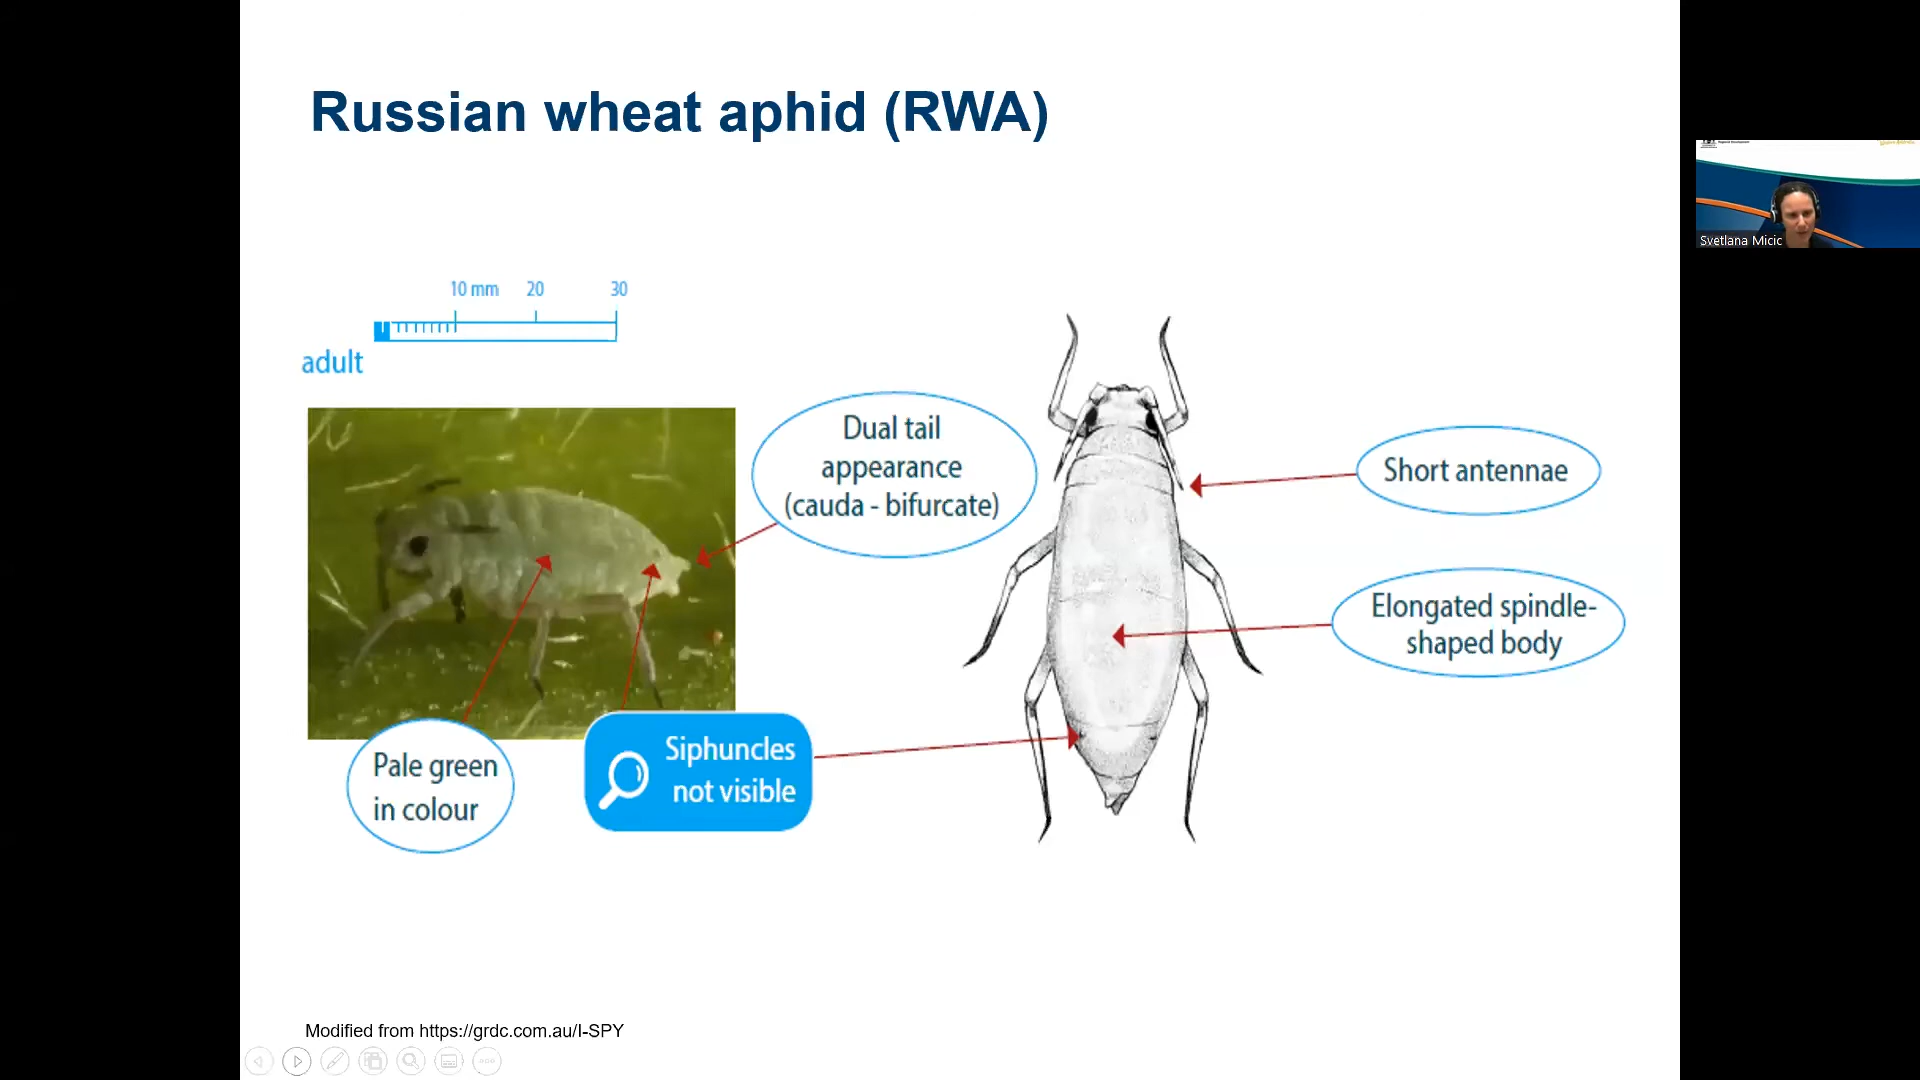 Russian wheat aphid (RWA)
10 mm 20 30
adult
Dual tail
appearance
(cauda - bifurcate)
Short antennae
Elongated spindle-
shaped body
Pale green
in colour
Siphuncles
not visible
Modified from https://grdc.com.au/I-SPY
Svetlana Micic